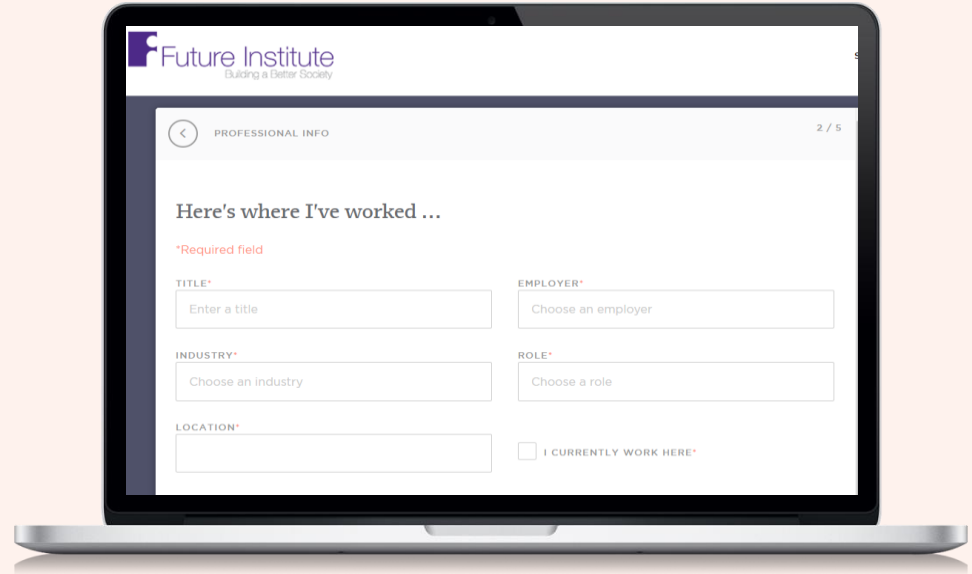 Future Institute
Building a Better Society
PROFESSIONAL INFO
2 / 5
Here's where I've worked ...
*Required field
TITLE*
EMPLOYER*
Enter a title
Choose an employer
INDUSTRY*
ROLE*
Choose an industry
Choose a role
LOCATION*
I CURRENTLY WORK HERE*